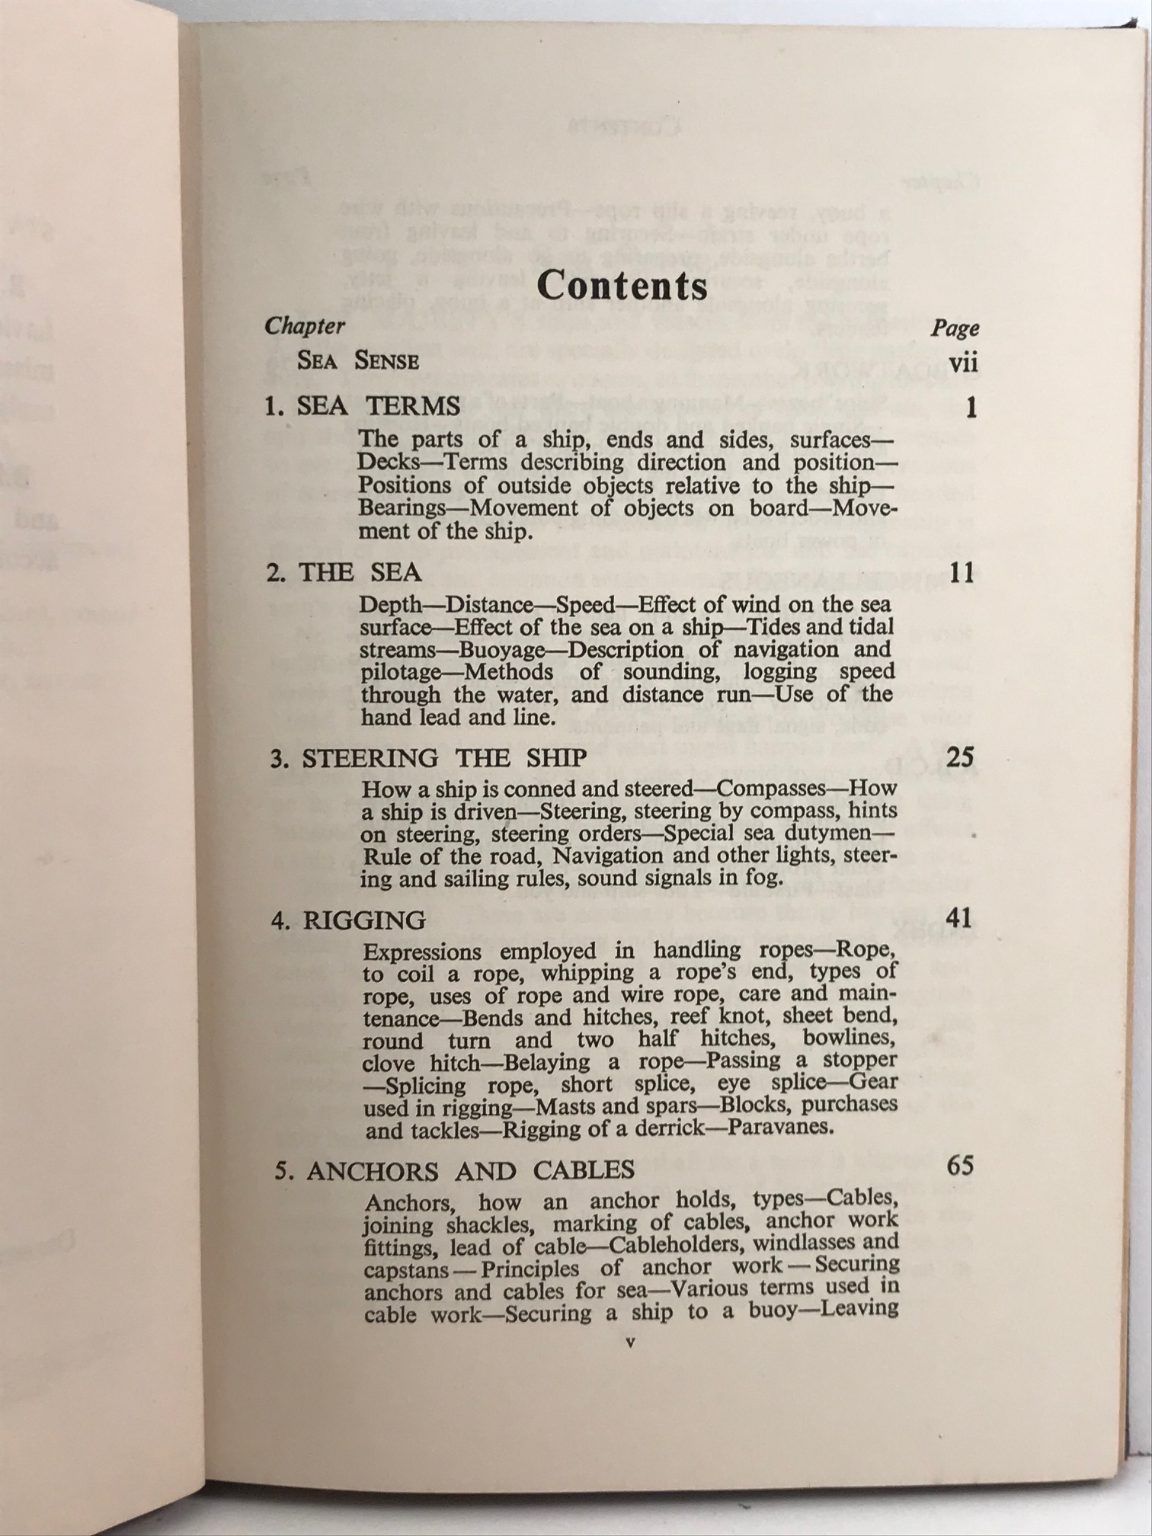 Contents
Chapter Page
SEA SENSE vii
1. SEA TERMS 1
The parts of a ship, ends and sides, surfaces—
Decks—Terms describing direction and position—
Positions of outside objects relative to the ship—
Bearings—Movement of objects on board—Move-
ment of the ship.
2. THE SEA 11
Depth—Distance—Speed—Effect of wind on the sea
surface—Effect of the sea on a ship—Tides and tidal
streams—Buoyage—Description of navigation and
pilotage—Methods of sounding, logging speed
through the water, and distance run—Use of the
hand lead and line.
3. STEERING THE SHIP 25
How a ship is conned and steered—Compasses—How
a ship is driven—Steering, steering by compass, hints
on steering, steering orders—Special sea dutymen—
Rule of the road, Navigation and other lights, steer-
ing and sailing rules, sound signals in fog.
4. RIGGING 41
Expressions employed in handling ropes—Rope,
to coil a rope, whipping a rope's end, types of
rope, uses of rope and wire rope, care and main-
tenance—Bends and hitches, reef knot, sheet bend,
round turn and two half hitches, bowlines,
clove hitch—Belaying a rope—Passing a stopper
—Splicing rope, short splice, eye splice—Gear
used in rigging—Masts and spars—Blocks, purchases
and tackles—Rigging of a derrick—Paravanes.
5. ANCHORS AND CABLES 65
Anchors, how an anchor holds, types—Cables,
joining shackles, marking of cables, anchor work
fittings, lead of cable—Cableholders, windlasses and
capstans—Principles of anchor work—Securing
anchors and cables for sea—Various terms used in
cable work—Securing a ship to a buoy—Leaving
v